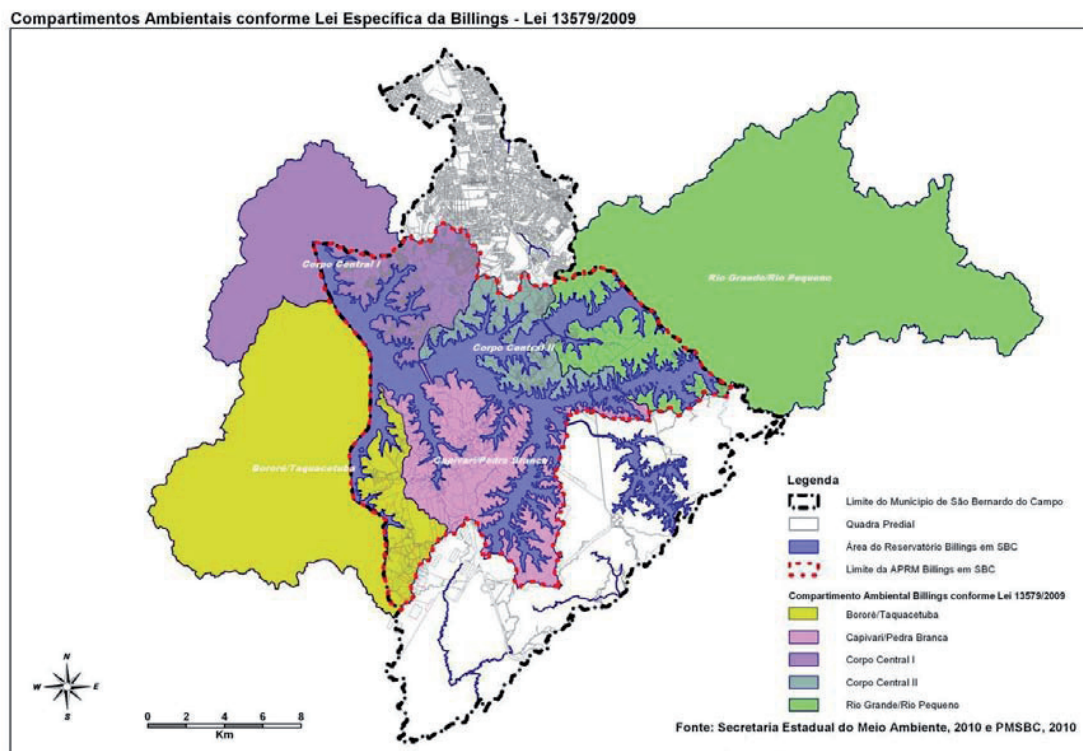 Compartimentos Ambientais conforme Lei Específica da Billings - Lei 13579/2009
Corpo Central I
Rio Grande/Rio Pequeno
Corpo Central II
Bororé/Taquacetuba
Capivari/Pedra Branca
Legenda
Limite do Município de São Bernardo do Campo
Quadra Predial
Área do Reservatório Billings em SBC
Limite da APRM Billings em SBC
Compartimento Ambiental Billings conforme Lei 13579/2009
Bororé/Taquacetuba
Capivari/Pedra Branca
Corpo Central I
Corpo Central II
Rio Grande/Rio Pequeno
N
W E
S
0 2 4 6 8
Km
Fonte: Secretaria Estadual do Meio Ambiente, 2010 e PMSBC, 2010